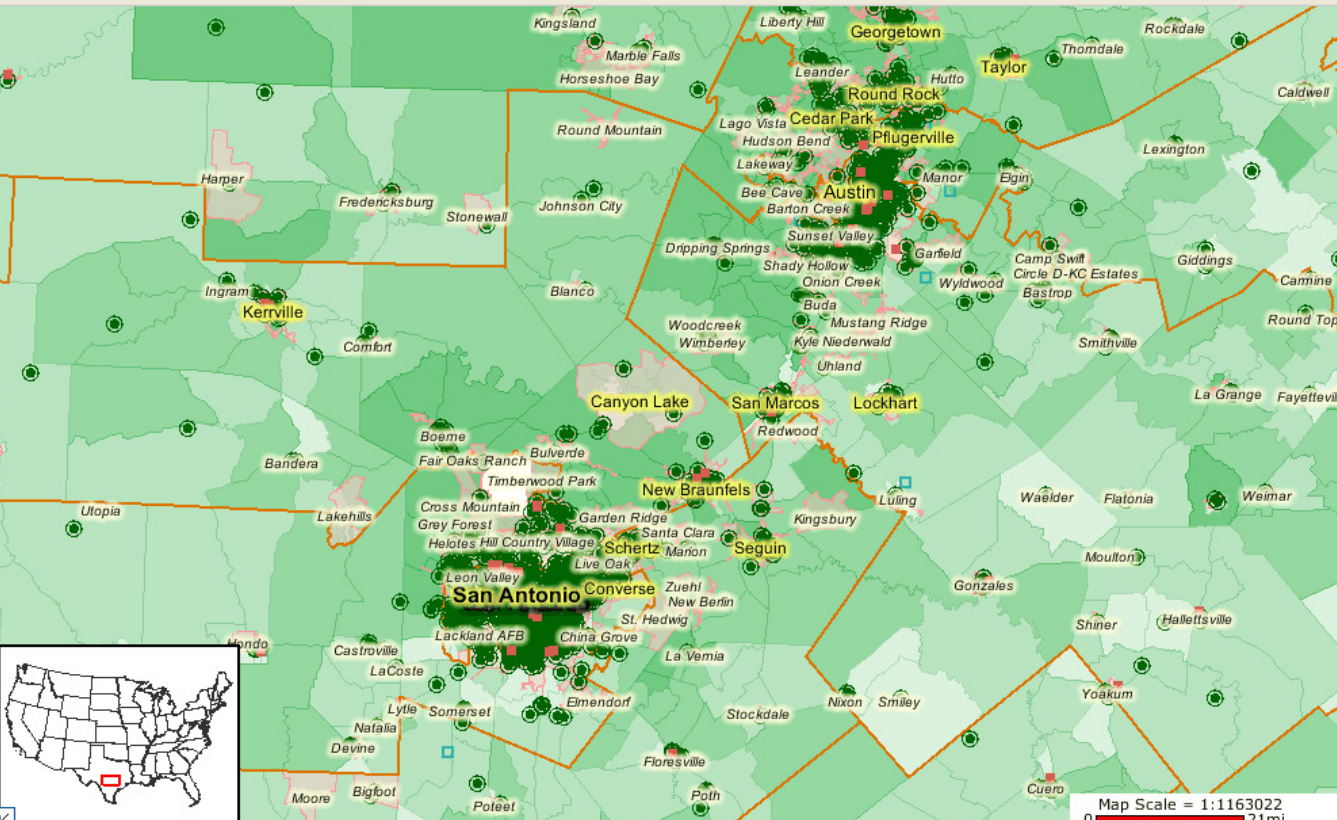 Kingsland
Liberty Hill
Georgetown
Rockdale
Marble Falls
Thorndale
Horseshoe Bay
Leander
Hutto
Taylor
Round Rock
Caldwell
Round Mountain
Lago Vista
Cedar Park
Hudson Bend
Pflugerville
Lexington
Lakeway
Harper
Manor
Elgin
Fredericksburg
Bee Cave
Austin
Johnson City
Barton Creek
Stonewall
Sunset Valley
Dripping Springs
Garfield
Camp Swift
Giddings
Shady Hollow
Circle D-KC Estates
Ingram
Blanco
Onion Creek
Wyldwood
Carmine
Bastrop
Kerrville
Buda
Woodcreek
Mustang Ridge
Round Top
Comfort
Wimberley
Kyle Niederwald
Smithville
Uhland
Canyon Lake
San Marcos
Lockhart
La Grange
Fayettevil
Boerne
Redwood
Bandera
Fair Oaks Ranch
Bulverde
Timberwood Park
New Braunfels
Luling
Waelder
Flatonia
Weimar
Utopia
Lakehills
Cross Mountain
Garden Ridge
Kingsbury
Grey Forest
Santa Clara
Helotes
Hill Country Village
Schertz
Marion
Seguin
Moulton
Leon Valley
Live Oak
San Antonio
Converse
Zuehl
Gonzales
New Berlin
St. Hedwig
Shiner
Hallettsville
Hondo
Castroville
Lackland AFB
China Grove
La Vernia
LaCoste
Yoakum
Lytle
Somerset
Elmendorf
Nixon
Smiley
Natalia
Stockdale
Devine
Floresville
Moore
Bigfoot
Poteet
Poth
Cuero
Map Scale = 1:1163022
0
21mi